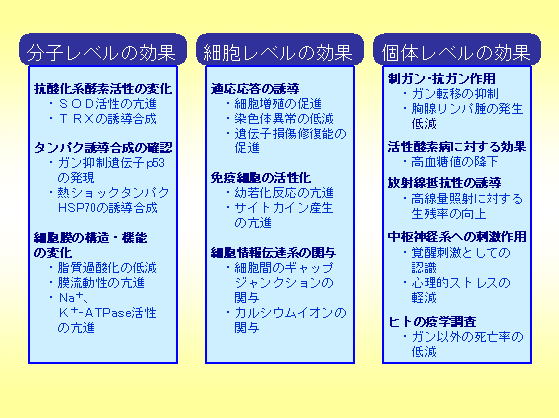 分子レベルの効果
抗酸化系酵素活性の変化
・ＳＯＤ活性の亢進
・ＴＲＸの誘導合成
タンパク誘導合成の確認
・ガン抑制遺伝子p53
の発現
・熱ショックタンパク
HSP70の誘導合成
細胞膜の構造・機能
の変化
・脂質過酸化の低減
・膜流動性の亢進
・Na⁺、
K⁺-ATPase活性
の亢進
細胞レベルの効果
適応応答の誘導
・細胞増殖の促進
・染色体異常の低減
・遺伝子損傷修復能の
促進
免疫細胞の活性化
・幼若化反応の亢進
・サイトカイン産生
の亢進
細胞情報伝達系の関与
・細胞間のギャップ
ジャンクションの
関与
・カルシウムイオンの
関与
個体レベルの効果
制ガン・抗ガン作用
・ガン転移の抑制
・胸腺リンパ腫の発生
低減
活性酸素病に対する効果
・高血糖値の降下
放射線抵抗性の誘導
・高線量照射に対する
生残率の向上
中枢神経系への刺激作用
・覚醒刺激としての
認識
・心理的ストレスの
軽減
ヒトの疫学調査
・ガン以外の死亡率の
低減